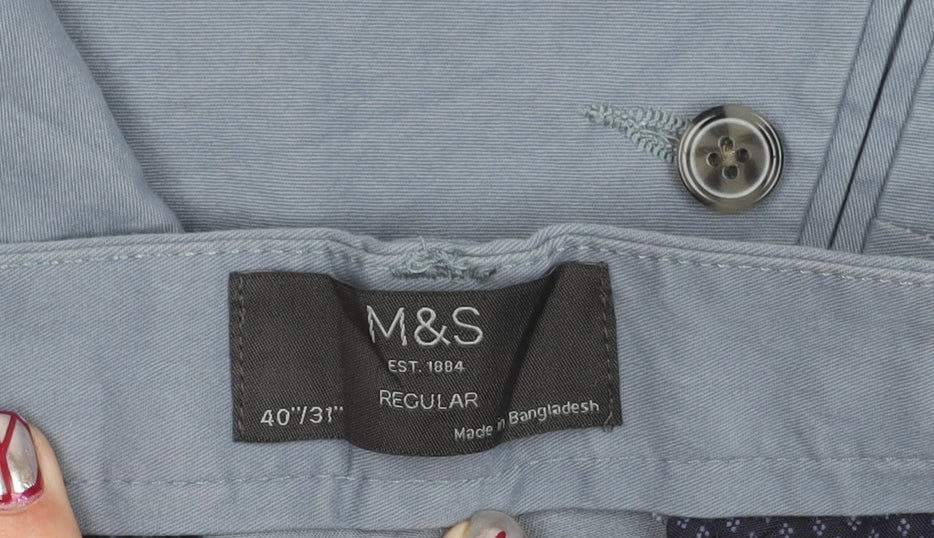 M&S
EST. 1884
REGULAR
40"/31"
Made in Bangladesh